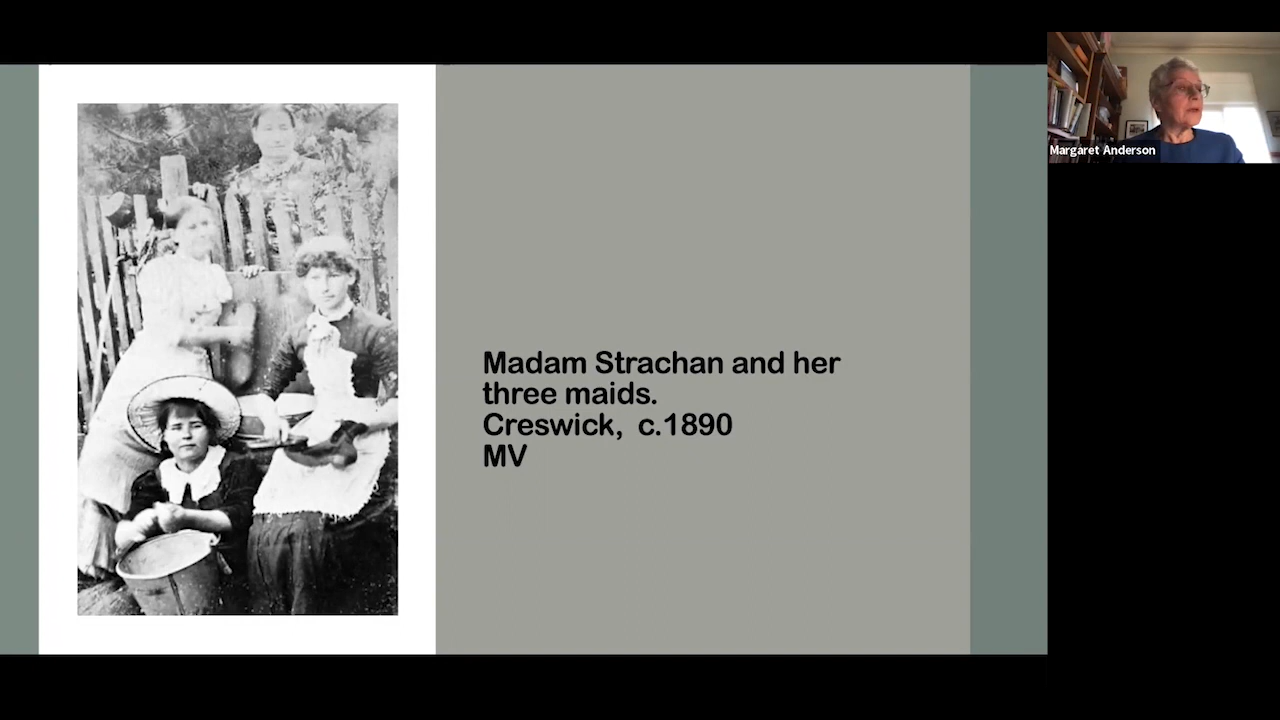 Madam Strachan and her
three maids.
Creswick,  c.1890
MV
Margaret Anderson